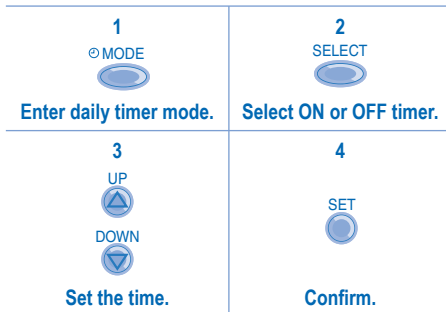 1
MODE
Enter daily timer mode.
2
SELECT
Select ON or OFF timer.
3
UP
DOWN
Set the time.
4
SET
Confirm.